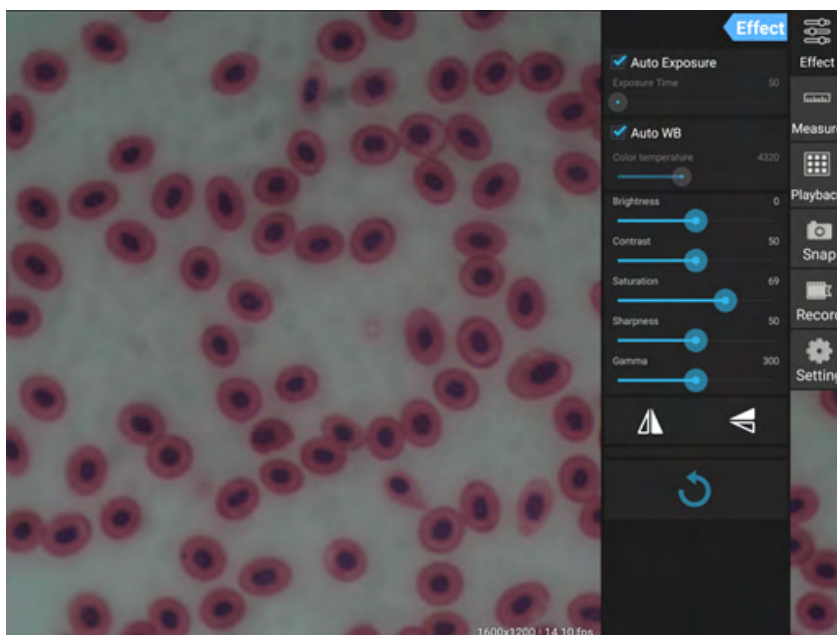 Effect
Auto Exposure
Exposure Time 50
Auto WB
Color temperature 4320
Brightness 0
Contrast 50
Saturation 69
Sharpness 50
Gamma 300
Effect
Measur
Playbac
Snap
Recor
Settin
1600x1200 : 14.10 fps